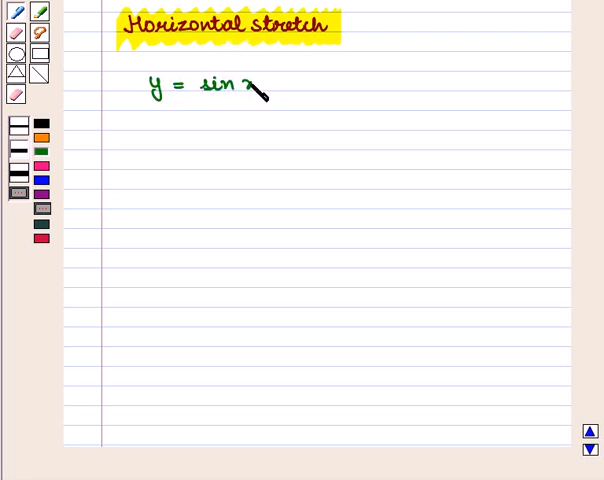 Horizontal stretch
y = sin x